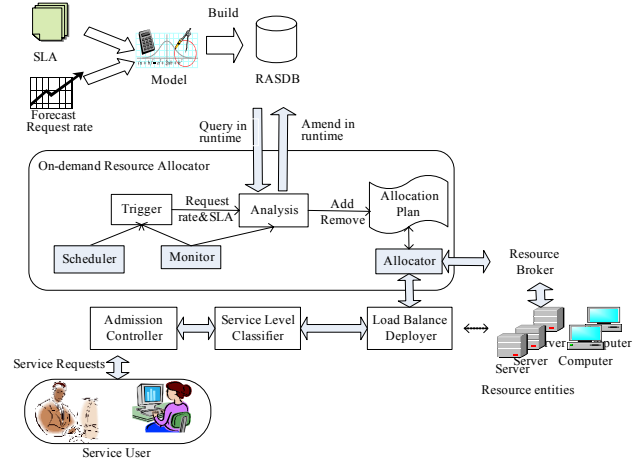 Build
SLA
Model
RASDB
Forecast
Request rate
Query in
runtime
Amend in
runtime
On-demand Resource Allocator
Trigger
Request
rate&SLA
Analysis
Add
Remove
Allocation
Plan
Scheduler
Monitor
Allocator
Resource
Broker
Admission
Controller
Service Level
Classifier
Load Balance
Deployer
Server
Server
Server
Computer
Computer
Resource entities
Service Requests
Service User